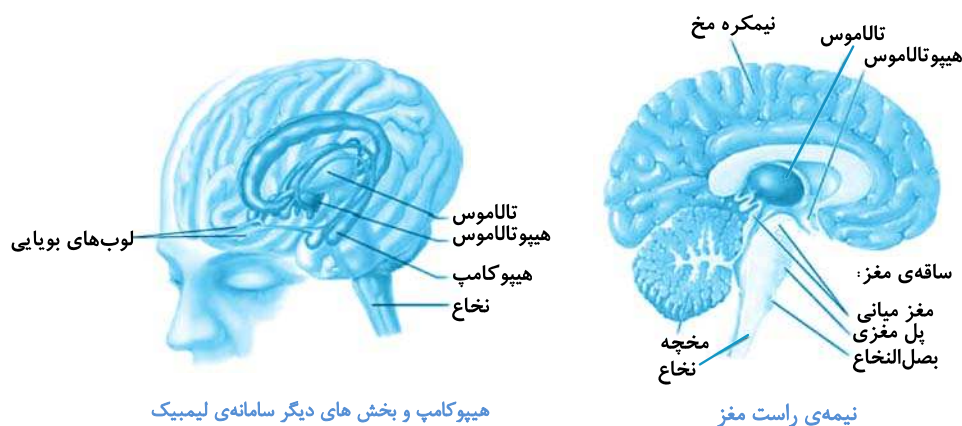 نیمکره مخ
تالاموس
هیپوتالاموس
ساقه‌ی مغز:
مغز میانی
پل مغزی
بصل‌النخاع
مخچه
نخاع
نیمه‌ی راست مغز
تالاموس
هیپوتالاموس
هیپوکامپ
نخاع
لوب‌های بویایی
هیپوکامپ و بخش های دیگر سامانه‌ی لیمبیک